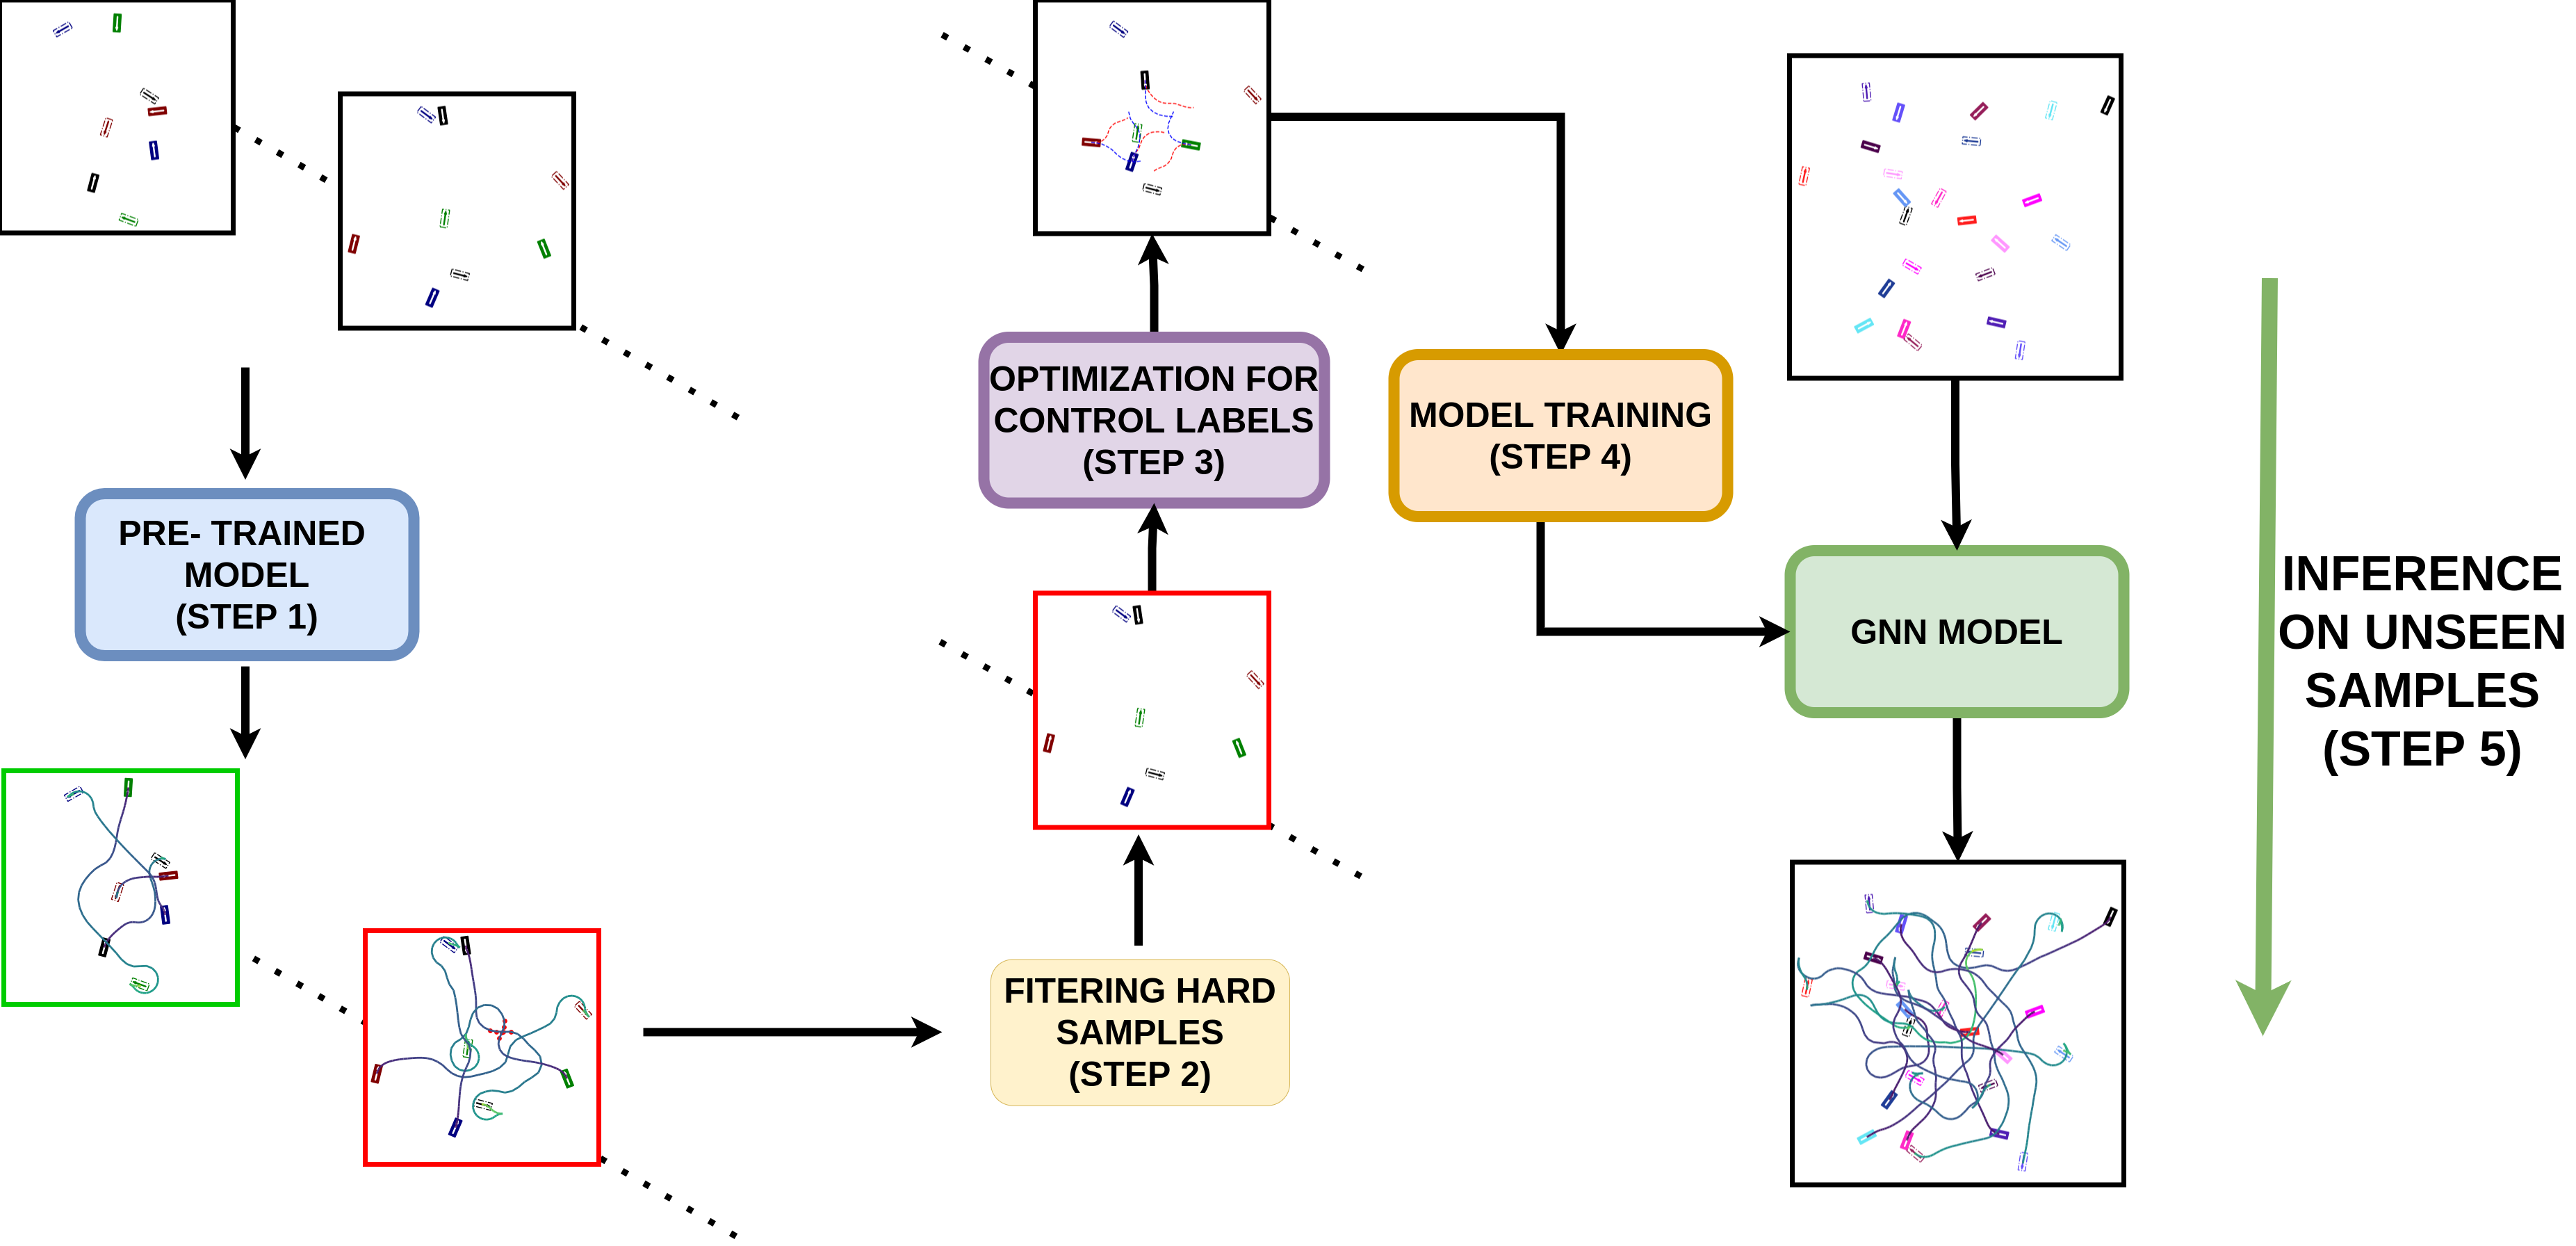 PRE- TRAINED
MODEL
(STEP 1)
FITERING HARD
SAMPLES
(STEP 2)
OPTIMIZATION FOR
CONTROL LABELS
(STEP 3)
MODEL TRAINING
(STEP 4)
GNN MODEL
INFERENCE
ON UNSEEN
SAMPLES
(STEP 5)